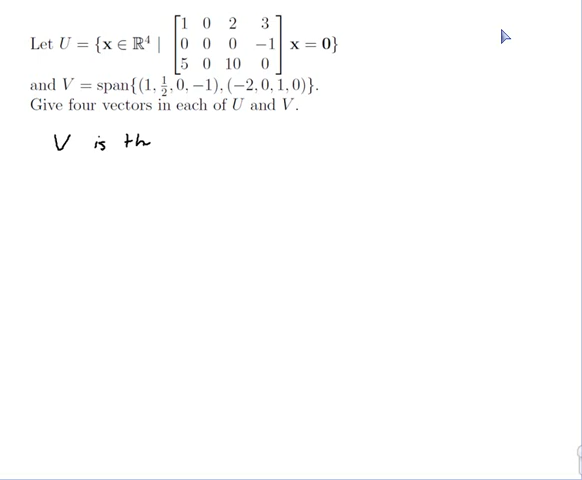 Let U = {x ∈ ℝ⁴ | [1 0 2 3; 0 0 0 −1; 5 0 10 0] x = 0}
and V = span{(1, 1/2, 0, −1), (−2, 0, 1, 0)}.
Give four vectors in each of U and V.
V is th